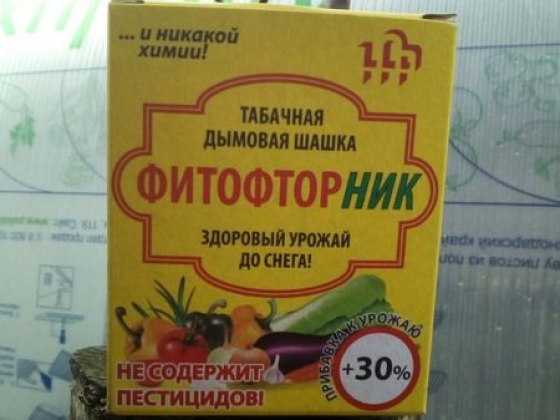 ... и никакой
химии!
ТАБАЧНАЯ
ДЫМОВАЯ ШАШКА
ФИТОФТОРНИК
ЗДОРОВЫЙ УРОЖАЙ
ДО СНЕГА!
НЕ СОДЕРЖИТ
ПЕСТИЦИДОВ!
ПРИБАВКА К УРОЖАЮ
+30%